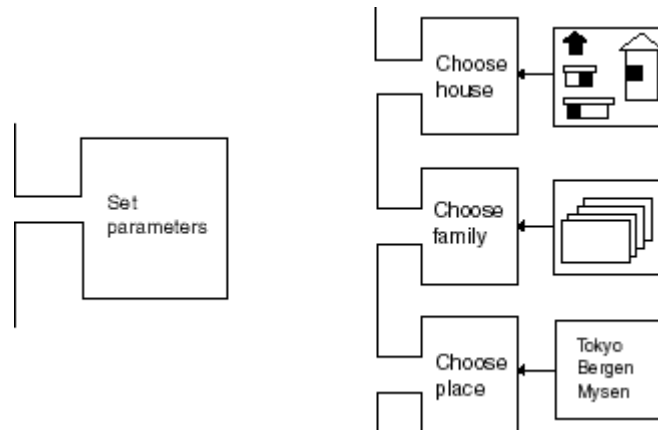 Set
parameters
Choose
house
Choose
family
Choose
place
Tokyo
Bergen
Mysen